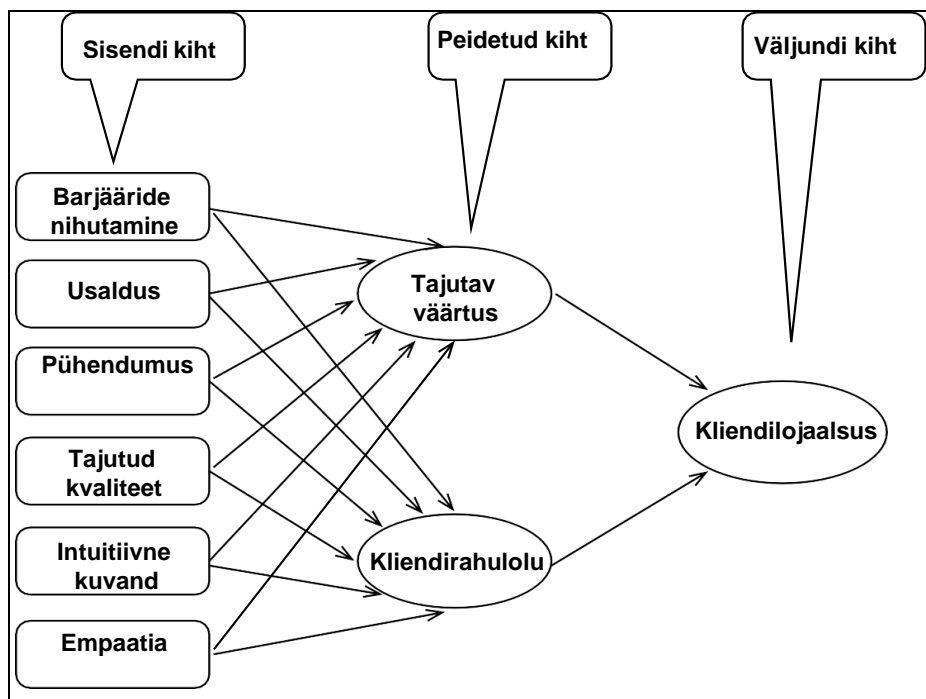 Sisendi kiht
Peidetud kiht
Väljundi kiht
Barjääride
nihutamine
Usaldus
Pühendumus
Tajutud
kvaliteet
Intuitiivne
kuvand
Empaatia
Tajutav
väärtus
Kliendirahulolu
Kliendilojaalsus